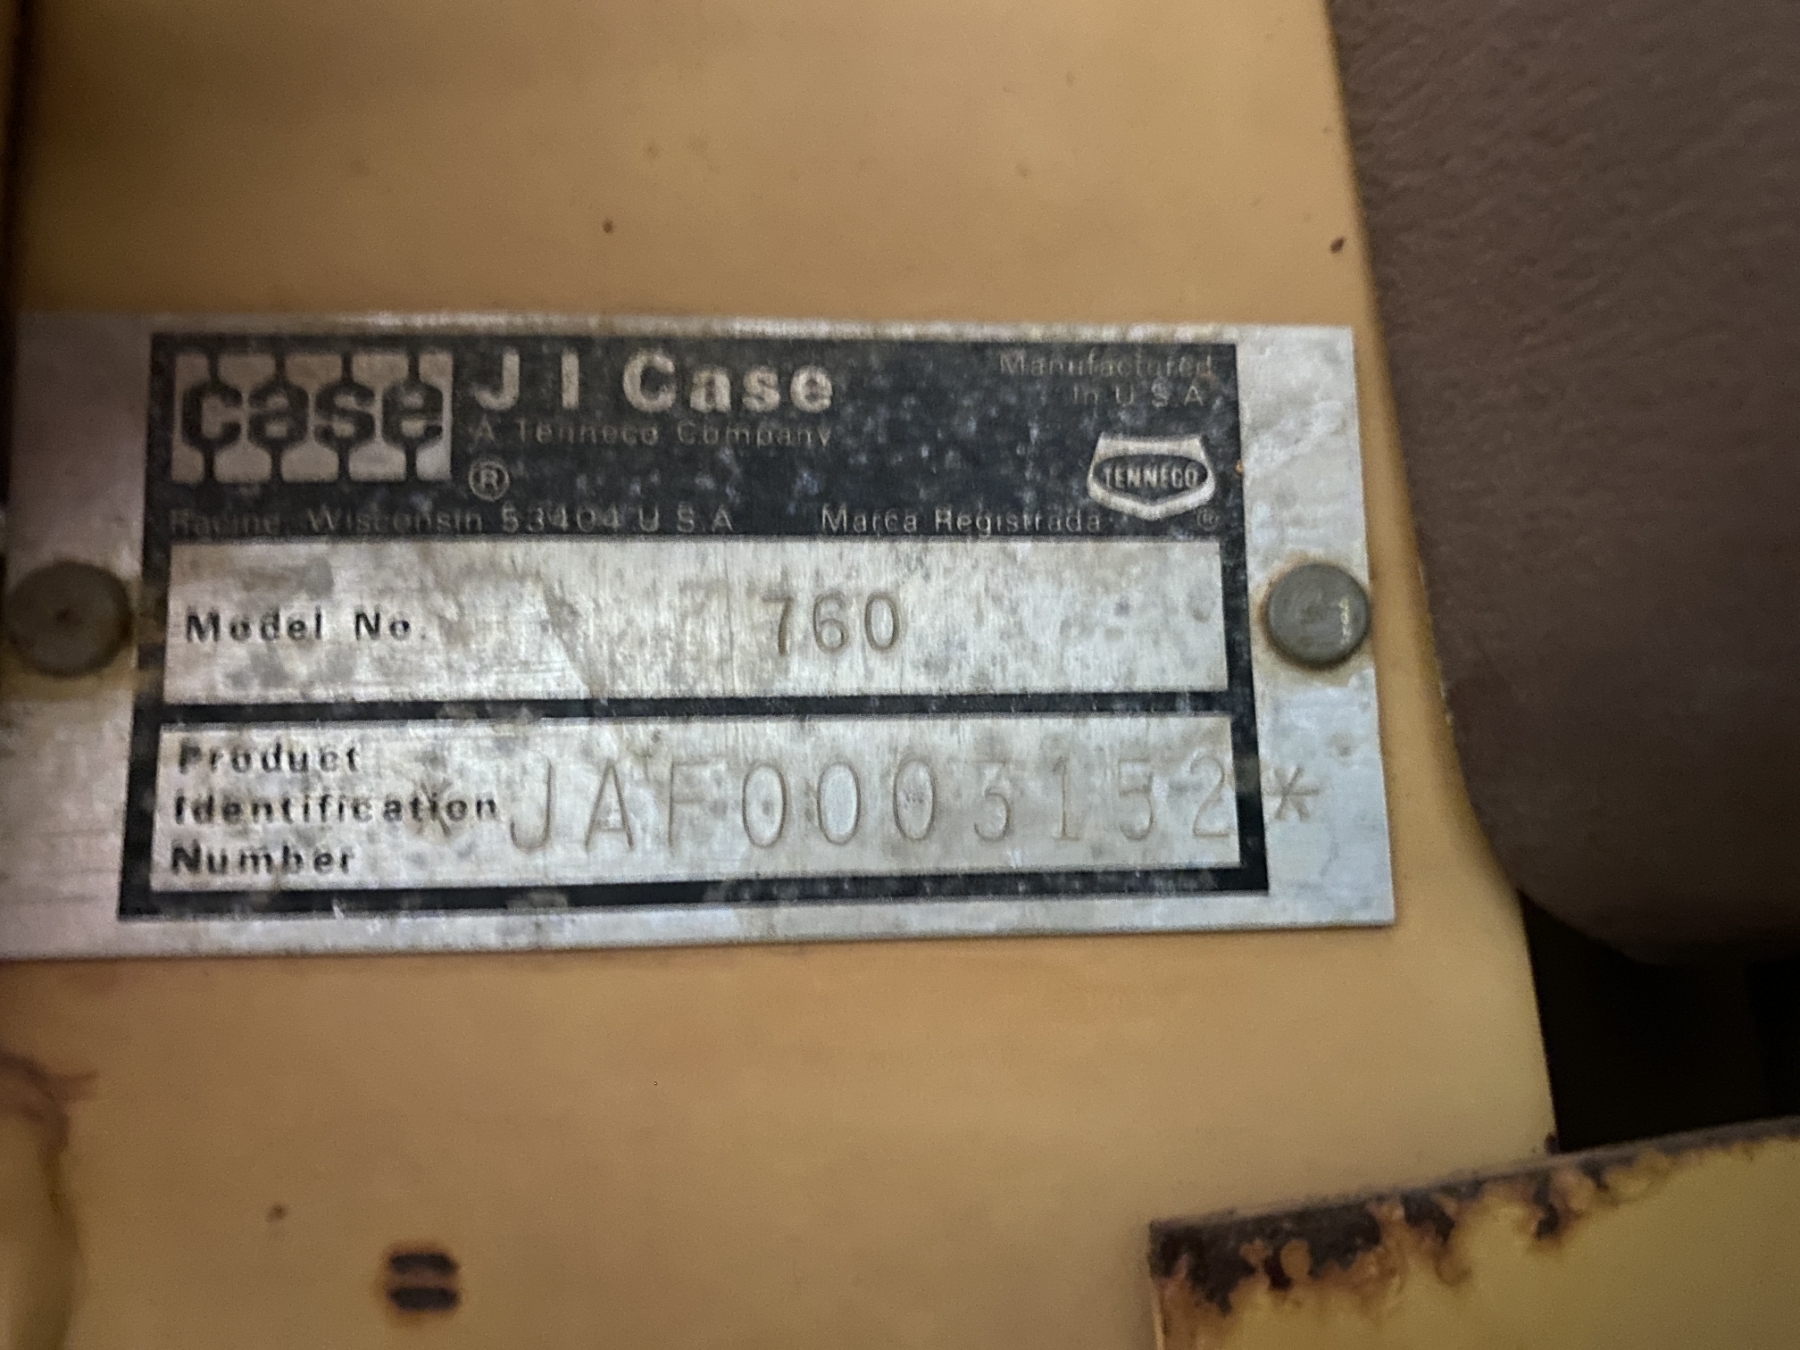 case J I Case
A Tenneco Company
®
Manufactured
In U S A
TENNECO
®
Racine, Wisconsin 53404 U S A Marca Registrada
Model No. 760
Product
Identification
Number
* JAF0003152*